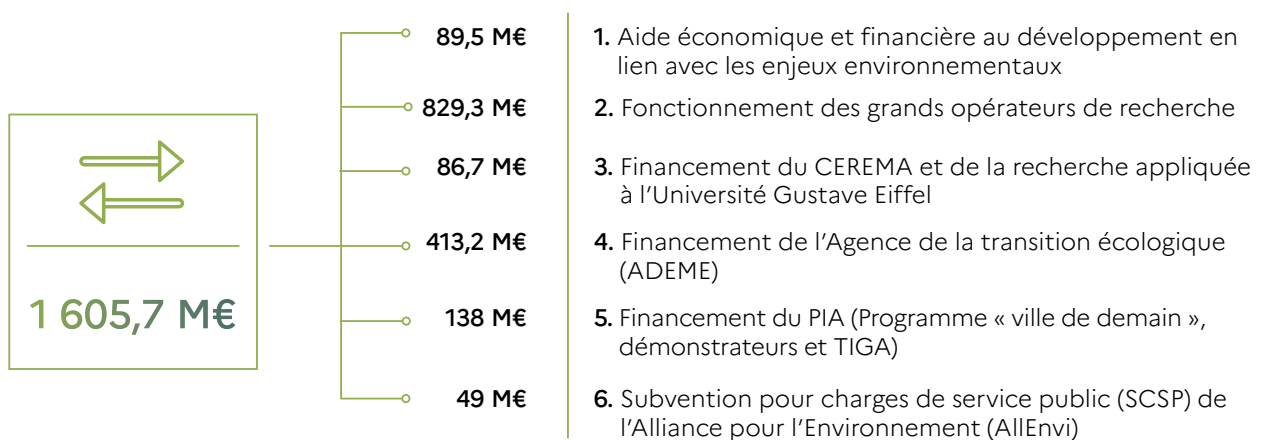 89,5 M€
1. Aide économique et financière au développement en
lien avec les enjeux environnementaux
829,3 M€
2. Fonctionnement des grands opérateurs de recherche
86,7 M€
3. Financement du CEREMA et de la recherche appliquée
à l’Université Gustave Eiffel
1 605,7 M€
413,2 M€
4. Financement de l’Agence de la transition écologique
(ADEME)
138 M€
5. Financement du PIA (Programme « ville de demain »,
démonstrateurs et TIGA)
49 M€
6. Subvention pour charges de service public (SCSP) de
l’Alliance pour l’Environnement (AllEnvi)